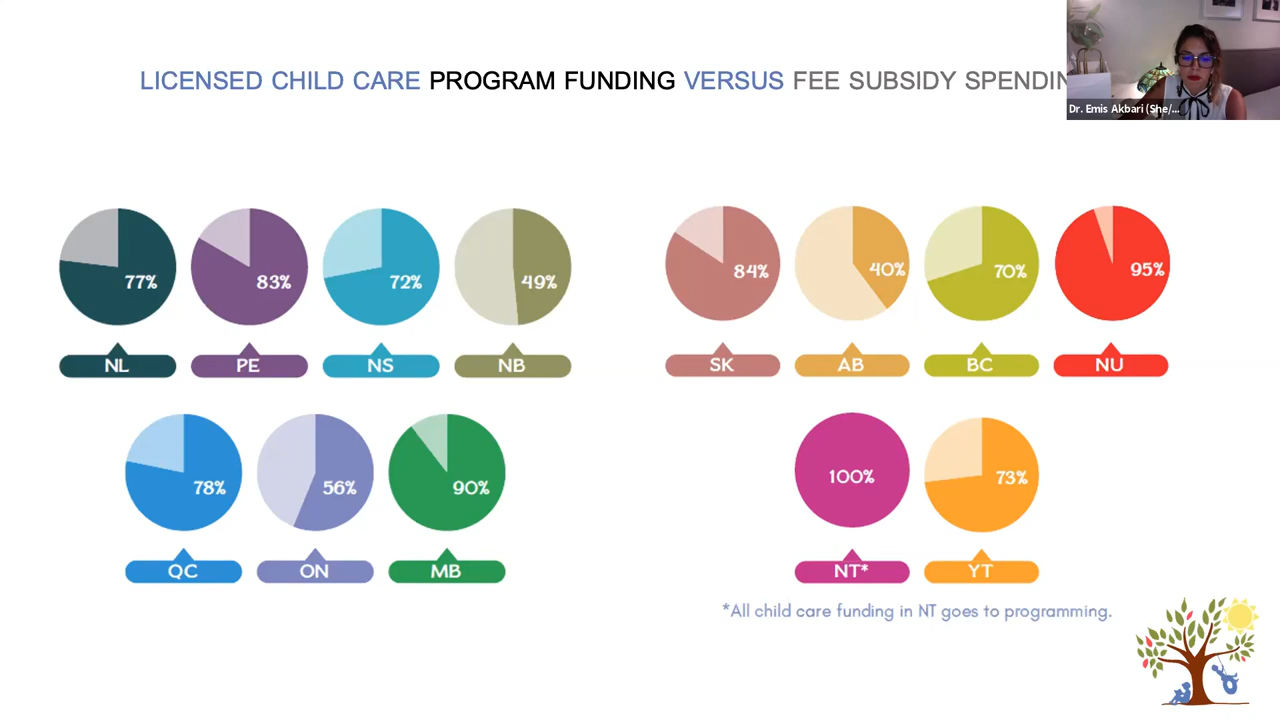 LICENSED CHILD CARE PROGRAM FUNDING VERSUS FEE SUBSIDY
Dr. Emis Akbari (She/...
77% 83% 72% 49% 84% 40% 70% 95%
NL PE NS NB SK AB BC NU
78% 56% 90% 100% 73%
QC ON MB NT* YT
*All child care funding in NT goes to programming.